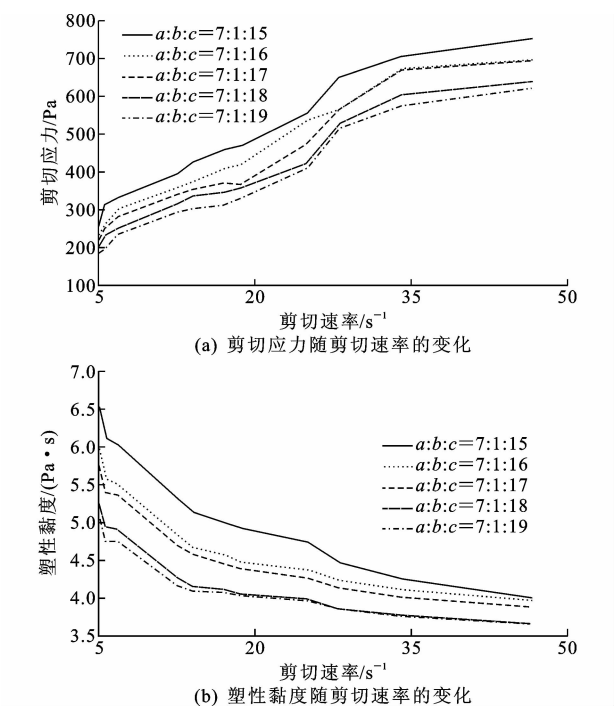 800
700
600
500
400
300
200
100
剪切应力/Pa
a:b:c=7:1:15
a:b:c=7:1:16
a:b:c=7:1:17
a:b:c=7:1:18
a:b:c=7:1:19
5
20
35
50
剪切速率/s⁻¹
(a) 剪切应力随剪切速率的变化
7.0
6.5
6.0
5.5
5.0
4.5
4.0
3.5
塑性黏度/(Pa·s)
a:b:c=7:1:15
a:b:c=7:1:16
a:b:c=7:1:17
a:b:c=7:1:18
a:b:c=7:1:19
5
20
35
50
剪切速率/s⁻¹
(b) 塑性黏度随剪切速率的变化